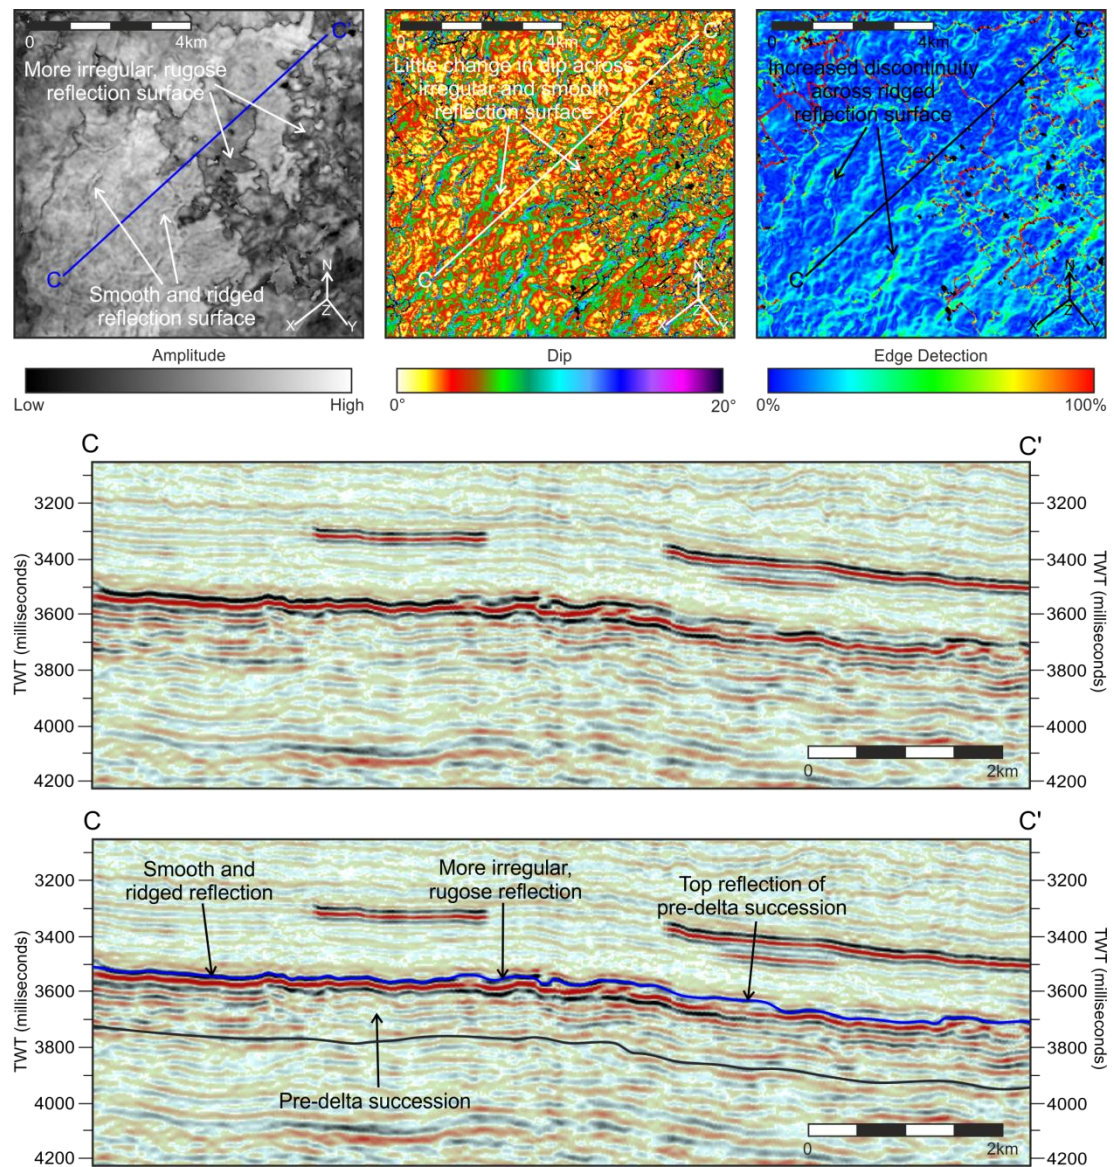 0 4km
C'
More irregular, rugose
reflection surface
C
Smooth and ridged
reflection surface
N
Z
X Y
Amplitude
Low High
0 4km
C'
Little change in dip across
irregular and smooth
reflection surface
C
N
Z
X Y
Dip
0° 20°
0 4km
C'
Increased discontinuity
across ridged
reflection surface
C
N
Z
X Y
Edge Detection
0% 100%
C C'
TWT (milliseconds)
3200
3400
3600
3800
4000
4200
3200
3400
3600
3800
4000
4200
TWT (milliseconds)
0 2km
C C'
TWT (milliseconds)
3200
3400
3600
3800
4000
4200
Smooth and
ridged reflection
More irregular,
rugose reflection
Top reflection of
pre-delta succession
Pre-delta succession
3200
3400
3600
3800
4000
4200
TWT (milliseconds)
0 2km